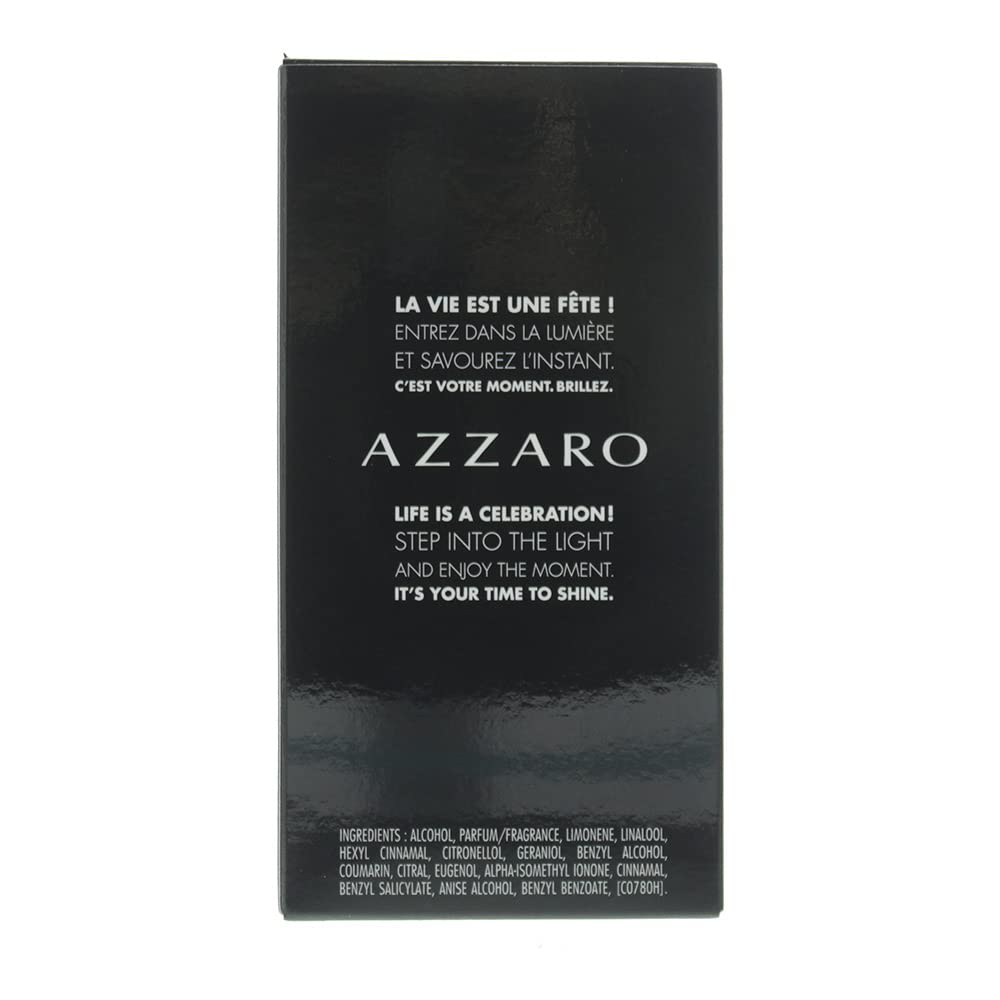 LA VIE EST UNE FÊTE !
ENTREZ DANS LA LUMIÈRE
ET SAVOUREZ L'INSTANT.
C'EST VOTRE MOMENT. BRILLEZ.
AZZARO
LIFE IS A CELEBRATION!
STEP INTO THE LIGHT
AND ENJOY THE MOMENT.
IT'S YOUR TIME TO SHINE.
INGREDIENTS : ALCOHOL, PARFUM/FRAGRANCE, LIMONENE, LINALOOL,
HEXYL CINNAMAL, CITRONELLOL, GERANIOL, BENZYL ALCOHOL,
COUMARIN, CITRAL, EUGENOL, ALPHA-ISOMETHYL IONONE, CINNAMAL,
BENZYL SALICYLATE, ANISE ALCOHOL, BENZYL BENZOATE, [C0780H].